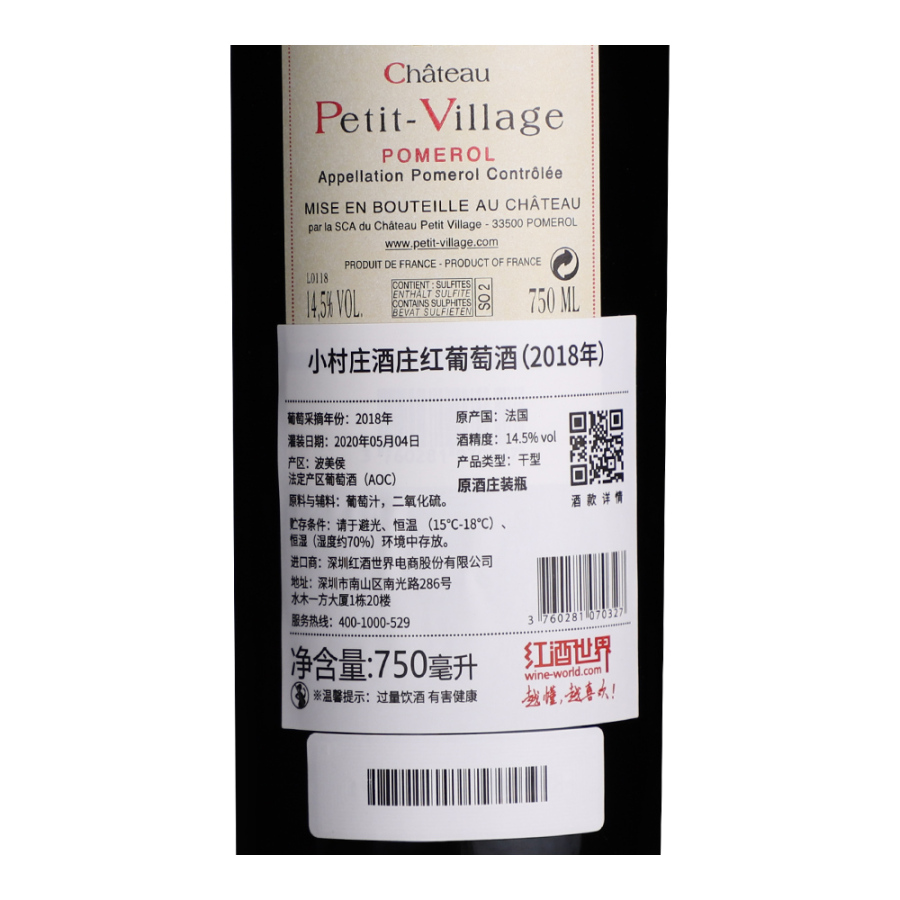 Château
Petit-Village
POMEROL
Appellation Pomerol Contrôlée
MISE EN BOUTEILLE AU CHÂTEAU
par la SCA du Château Petit Village - 33500 POMEROL
www.petit-village.com
PRODUIT DE FRANCE - PRODUCT OF FRANCE
L0118
14,5% VOL.
CONTIENT : SULFITES
ENTHÄLT SULFITE
CONTAINS SULPHITES
BEVAT SULFIETEN
SO2
750 ML
小村庄酒庄红葡萄酒(2018年)
葡萄采摘年份：2018年
原产国：法国
灌装日期：2020年05月04日
酒精度：14.5% vol
产区：波美侯
产品类型：干型
法定产区葡萄酒（AOC）
原酒庄装瓶
酒款详情
原料与辅料：葡萄汁，二氧化硫。
贮存条件：请于避光、恒温（15°C-18°C）、
恒湿（湿度约70%）环境中存放。
进口商：深圳红酒世界电商股份有限公司
地址：深圳市南山区南光路286号
水木一方大厦1栋20楼
服务热线：400-1000-529
3 760281 070327
净含量:750毫升
※温馨提示：过量饮酒 有害健康
红酒世界
wine-world.com
越懂，越喜欢！